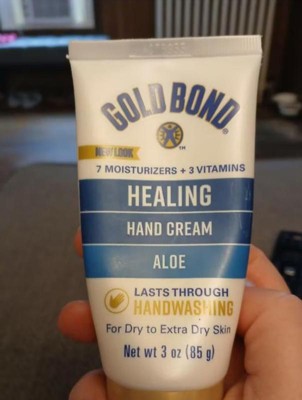 GOLD BOND®
NEW LOOK
7 MOISTURIZERS + 3 VITAMINS
HEALING
HAND CREAM
ALOE
LASTS THROUGH
HANDWASHING
For Dry to Extra Dry Skin
Net wt 3 oz (85 g)